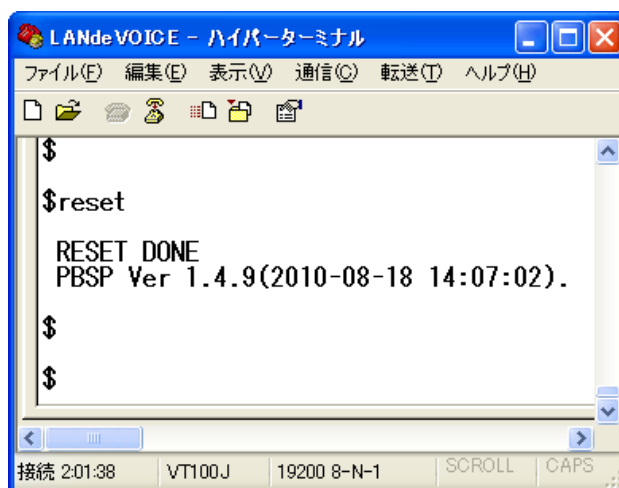 LANdeVOICE - ハイパーターミナル
ファイル(F) 編集(E) 表示(V) 通信(C) 転送(T) ヘルプ(H)
$
$reset
RESET DONE
PBSP Ver 1.4.9(2010-08-18 14:07:02).
$
$
接続 2:01:38 VT100J 19200 8-N-1 SCROLL CAPS